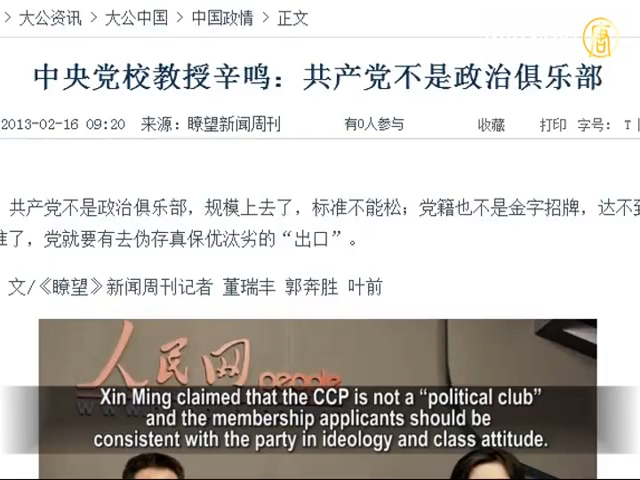 > 大公资讯 > 大公中国 > 中国政情 > 正文
中央党校教授辛鸣：共产党不是政治俱乐部
2013-02-16 09:20 来源：瞭望新闻周刊 有0人参与 收藏 打印 字号： T |
共产党不是政治俱乐部，规模上去了，标准不能松；党籍也不是金字招牌，达不到
准了，党就要有去伪存真保优汰劣的“出口”。
文/《瞭望》新闻周刊记者 董瑞丰 郭奔胜 叶前
人民网
people
Xin Ming claimed that the CCP is not a “political club”
and the membership applicants should be
consistent with the party in ideology and class attitude.